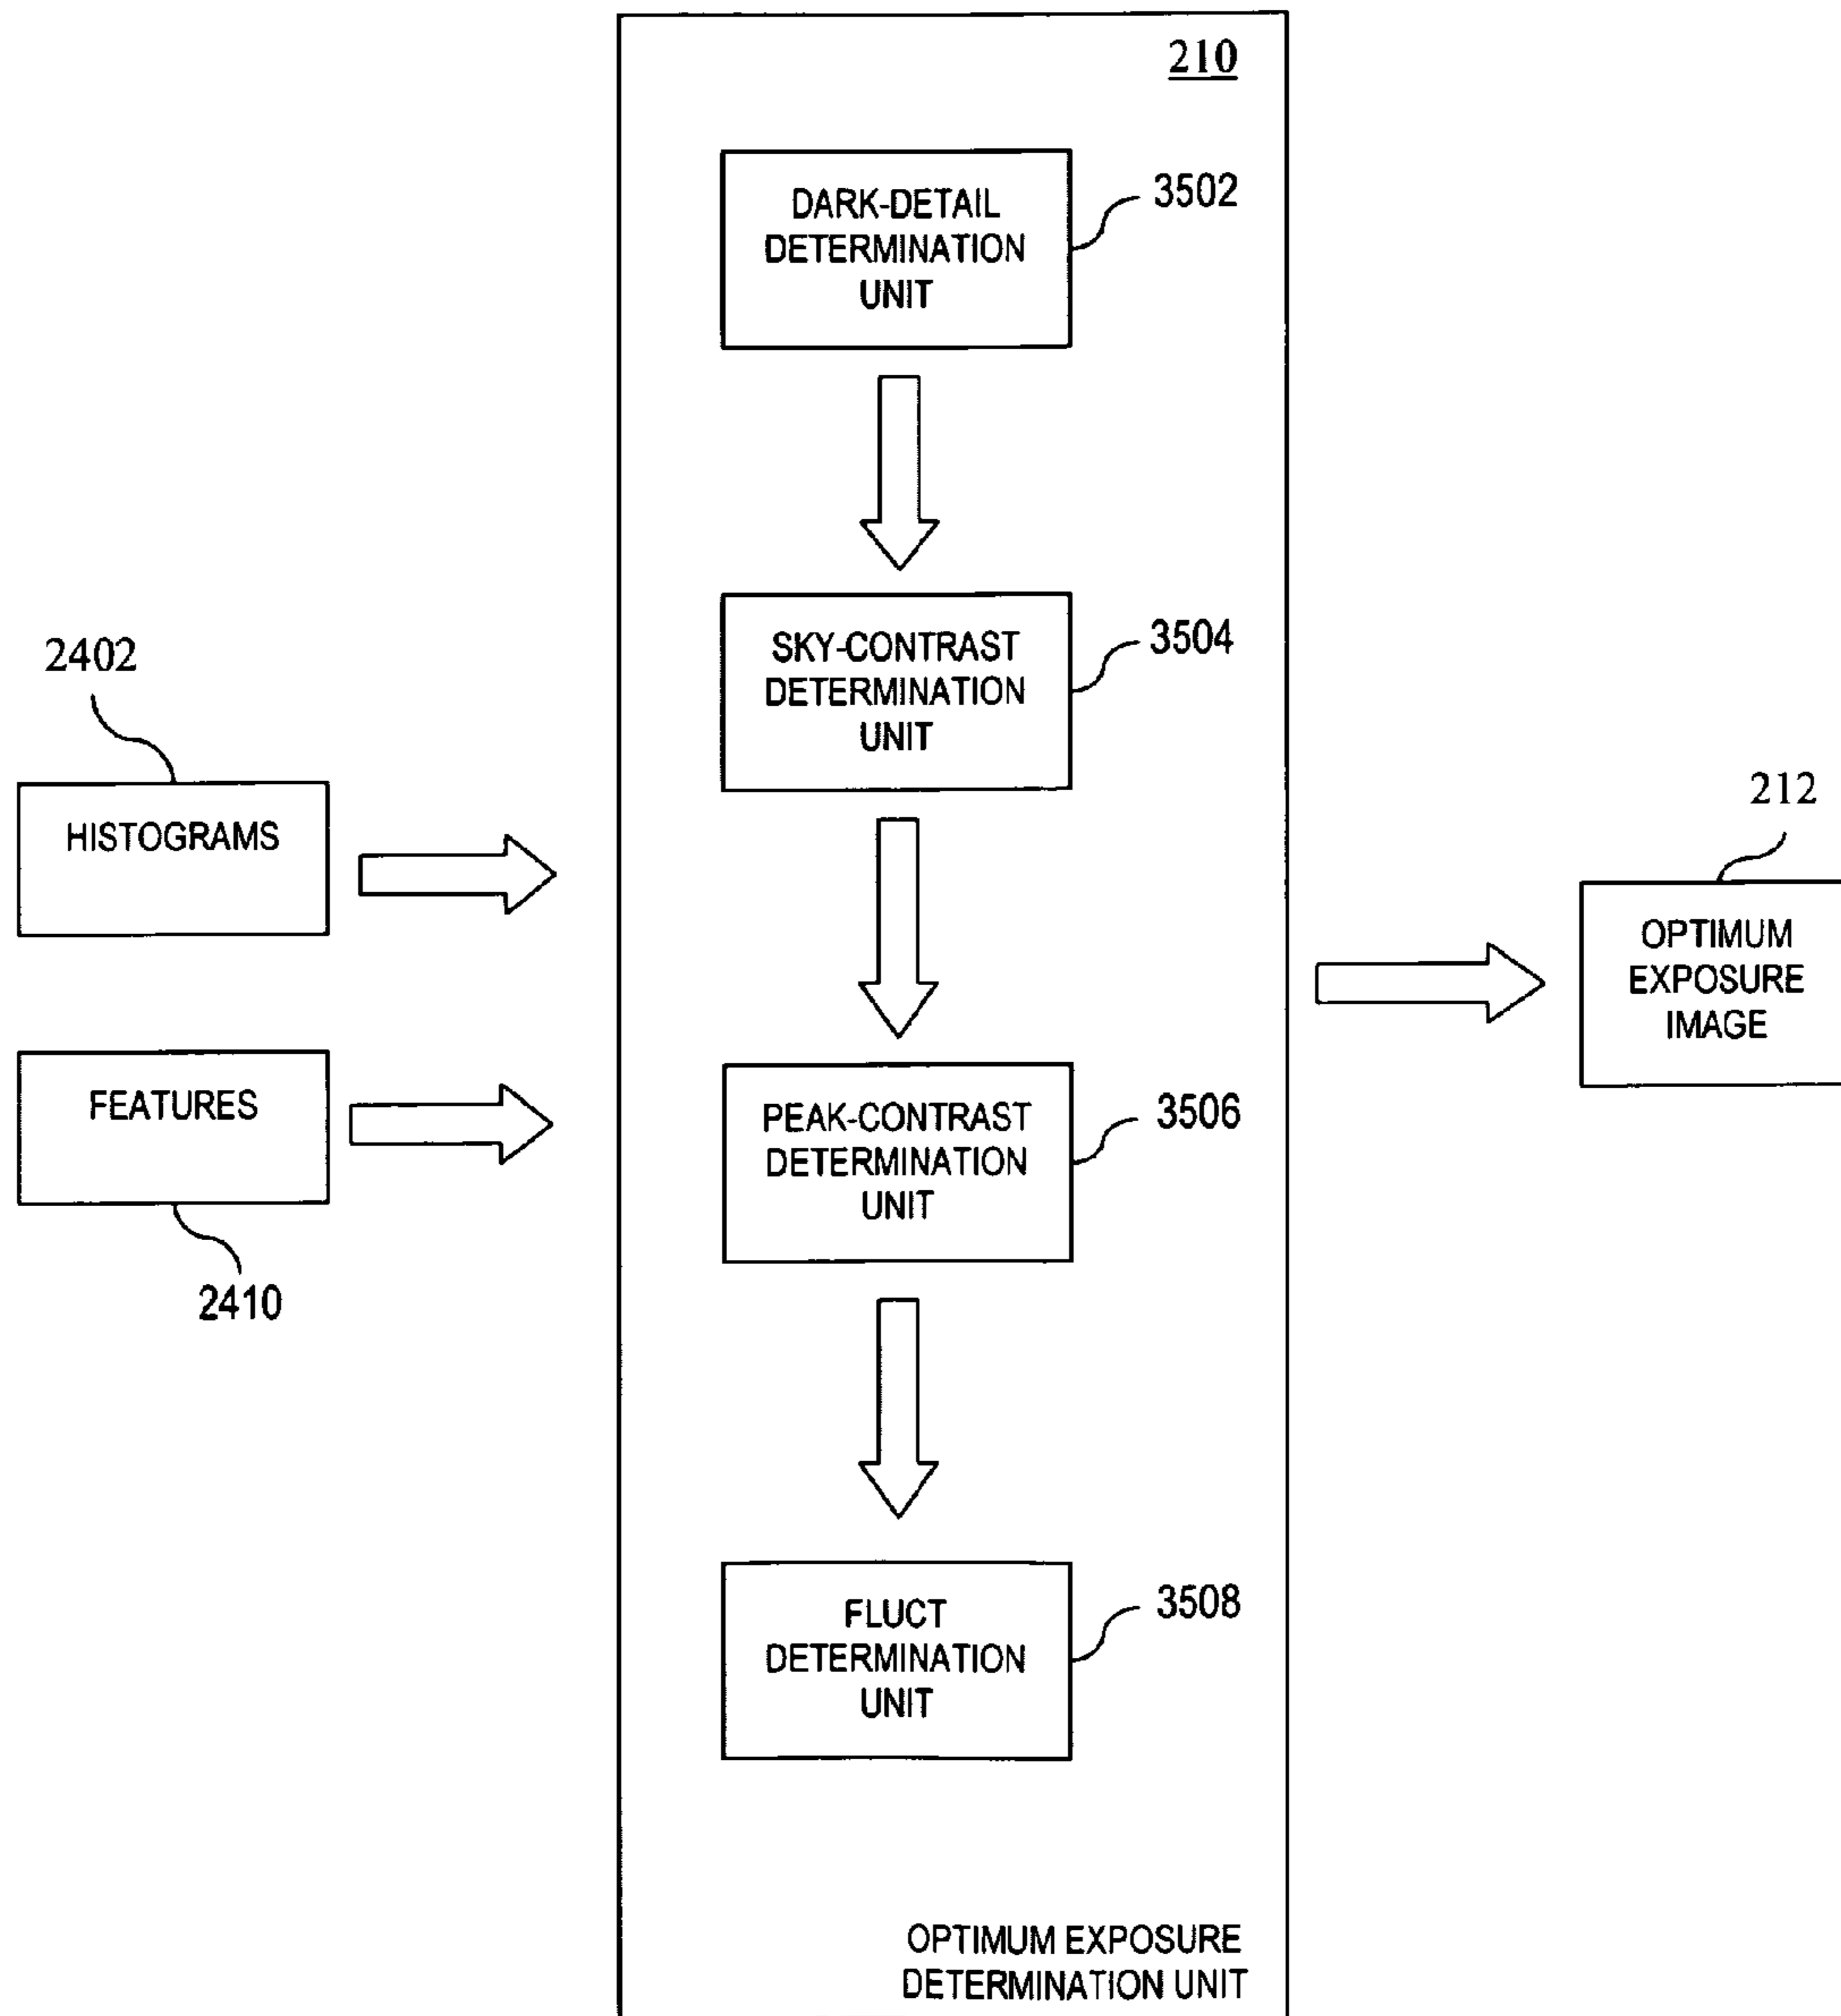 210
DARK-DETAIL
DETERMINATION
UNIT
3502
SKY-CONTRAST
DETERMINATION
UNIT
3504
2402
HISTOGRAMS
212
OPTIMUM
EXPOSURE
IMAGE
FEATURES
2410
PEAK-CONTRAST
DETERMINATION
UNIT
3506
FLUCT
DETERMINATION
UNIT
3508
OPTIMUM EXPOSURE
DETERMINATION UNIT